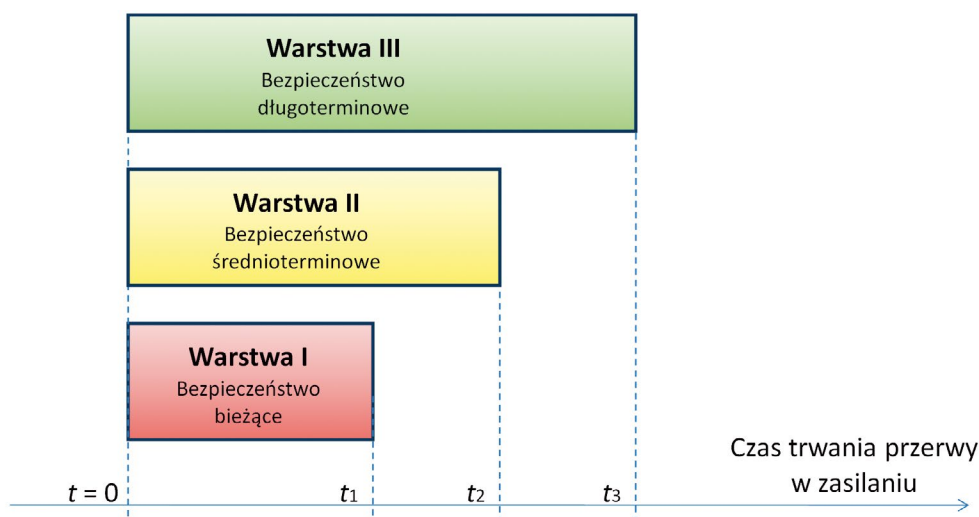 Warstwa III
Bezpieczeństwo
długoterminowe
Warstwa II
Bezpieczeństwo
średnioterminowe
Warstwa I
Bezpieczeństwo
bieżące
Czas trwania przerwy
w zasilaniu
t = 0 t1 t2 t3